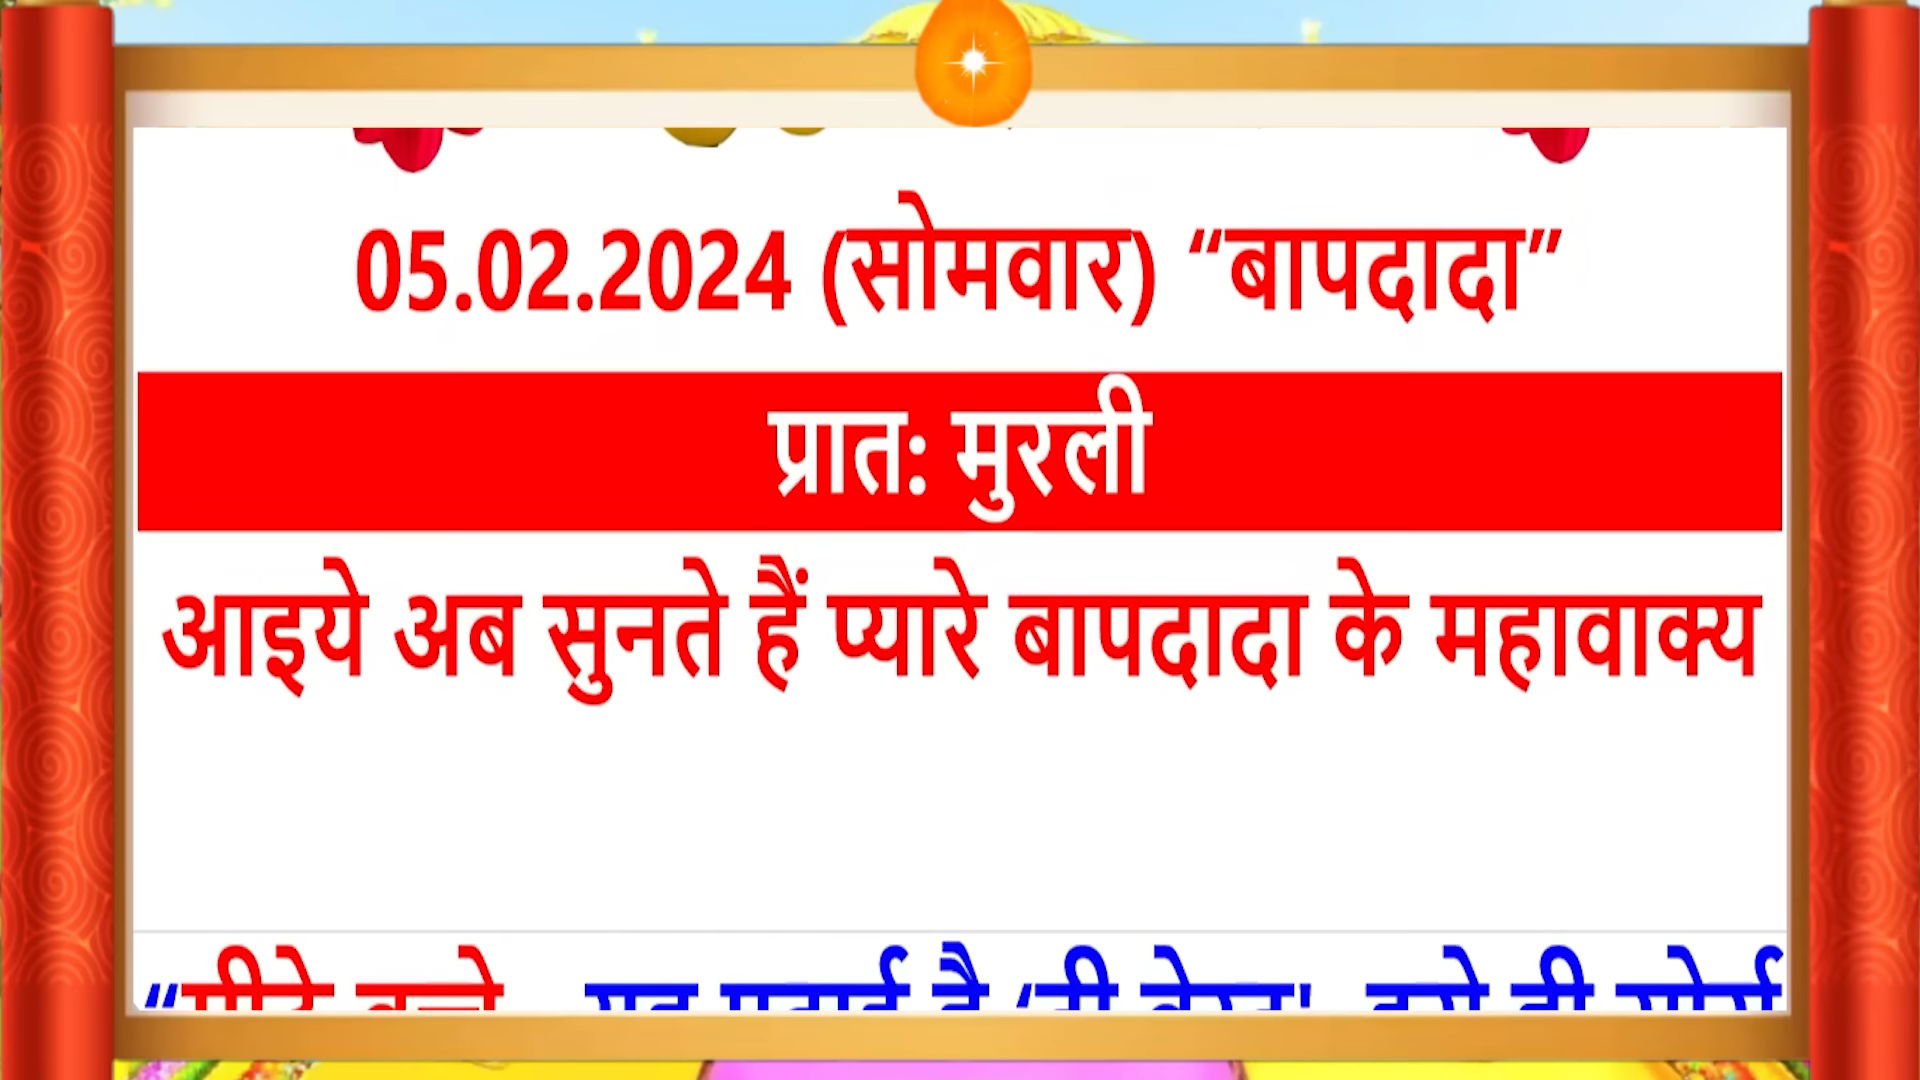 05.02.2024 (सोमवार) “बापदादा”
प्रात: मुरली
आइये अब सुनते हैं प्यारे बापदादा के महावाक्य